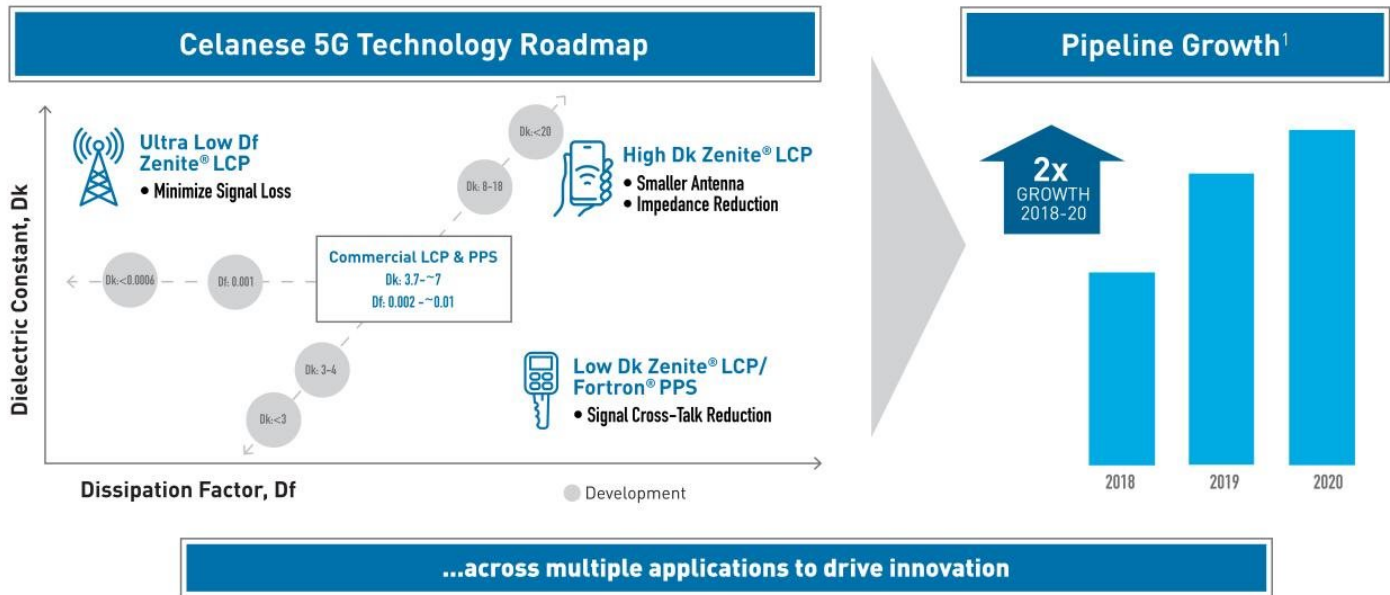 Celanese 5G Technology Roadmap
Pipeline Growth¹
Dielectric Constant, Dk
Ultra Low Df
Zenite® LCP
• Minimize Signal Loss
Dk:<20
Dk: 8-18
High Dk Zenite® LCP
• Smaller Antenna
• Impedance Reduction
Commercial LCP & PPS
Dk: 3.7-~7
Df: 0.002 -~0.01
Dk:<0.0006
Df: 0.001
Dk: 3-4
Dk:<3
Low Dk Zenite® LCP/
Fortron® PPS
• Signal Cross-Talk Reduction
Dissipation Factor, Df
Development
2x
GROWTH
2018-20
2018
2019
2020
...across multiple applications to drive innovation